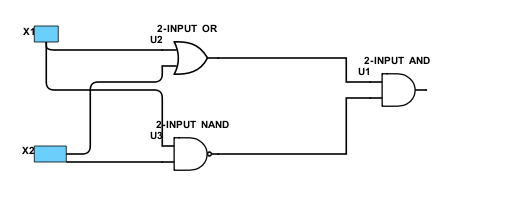 X1
2-INPUT OR
U2
2-INPUT AND
U1
2-INPUT NAND
U3
X2